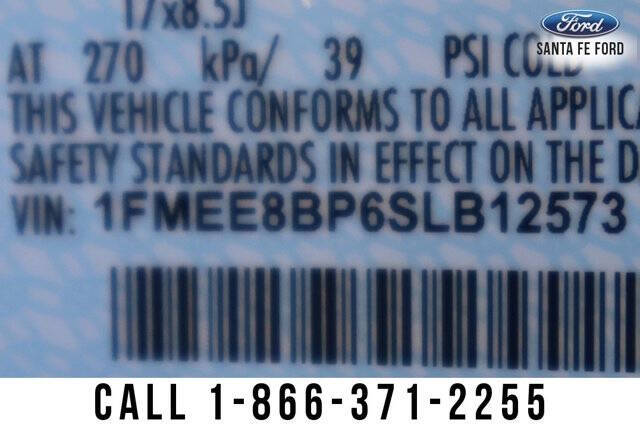 17x8.5J
Ford
SANTA FE FORD
AT 270 kPa/ 39 PSI COLD
THIS VEHICLE CONFORMS TO ALL APPLICA
SAFETY STANDARDS IN EFFECT ON THE D
VIN: 1FMEE8BP6SLB12573
CALL 1-866-371-2255